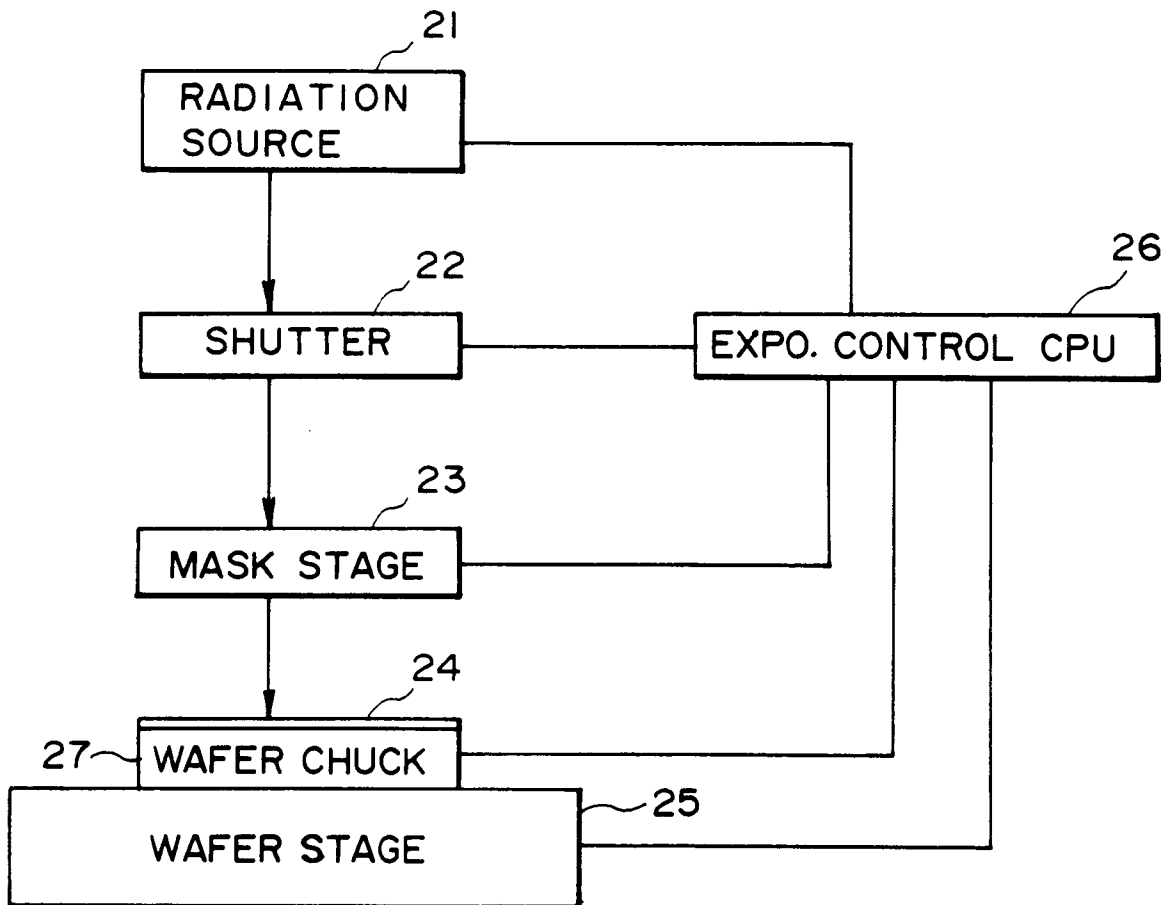 21
RADIATION
SOURCE
22
SHUTTER
26
EXPO. CONTROL CPU
23
MASK STAGE
24
27
WAFER CHUCK
25
WAFER STAGE